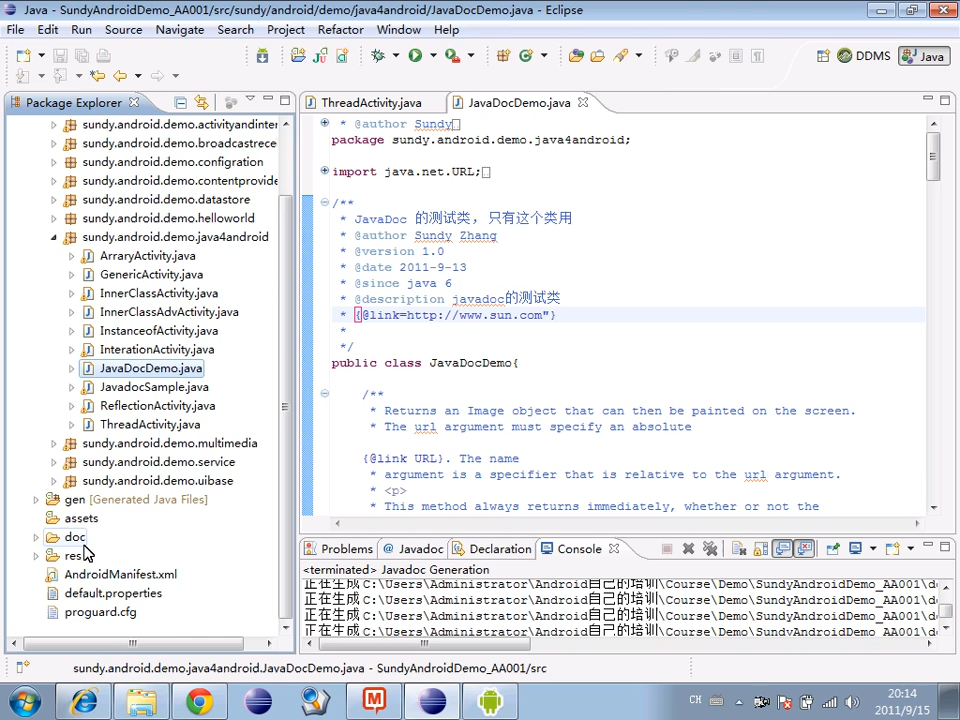 Java - SundyAndroidDemo_AA001/src/sundy/android/demo/java4android/JavaDocDemo.java - Eclipse
File Edit Run Source Navigate Search Project Refactor Window Help
DDMS Java
Package Explorer
ThreadActivity.java JavaDocDemo.java
sundy.android.demo.activityandinter
sundy.android.demo.broadcastrece
sundy.android.demo.configration
sundy.android.demo.contentprovide
sundy.android.demo.datastore
sundy.android.demo.helloworld
sundy.android.demo.java4android
ArraryActivity.java
GenericActivity.java
InnerClassActivity.java
InnerClassAdvActivity.java
InstanceofActivity.java
InterationActivity.java
JavaDocDemo.java
JavadocSample.java
ReflectionActivity.java
ThreadActivity.java
sundy.android.demo.multimedia
sundy.android.demo.service
sundy.android.demo.uibase
gen [Generated Java Files]
assets
doc
res
AndroidManifest.xml
default.properties
proguard.cfg
* @author Sundy
package sundy.android.demo.java4android;
import java.net.URL;
/**
* JavaDoc 的测试类, 只有这个类用
* @author Sundy Zhang
* @version 1.0
* @date 2011-9-13
* @since java 6
* @description javadoc的测试类
* {@link=http://www.sun.com"}
*
*/
public class JavaDocDemo{
/**
* Returns an Image object that can then be painted on the screen.
* The url argument must specify an absolute
{@link URL}. The name
* argument is a specifier that is relative to the url argument.
* <p>
* This method always returns immediately, whether or not the
Problems Javadoc Declaration Console
<terminated> Javadoc Generation
正在生成 C:\Users\Administrator\Android自己的培训\Course\Demo\SundyAndroidDemo_AA001\d
正在生成 C:\Users\Administrator\Android自己的培训\Course\Demo\SundyAndroidDemo_AA001\d
正在生成 C:\Users\Administrator\Android自己的培训\Course\Demo\SundyAndroidDemo_AA001\d
正在生成 C:\Users\Administrator\Android自己的培训\Course\Demo\SundyAndroidDemo_AA001\d
sundy.android.demo.java4android.JavaDocDemo.java - SundyAndroidDemo_AA001/src
CH
20:14
2011/9/15